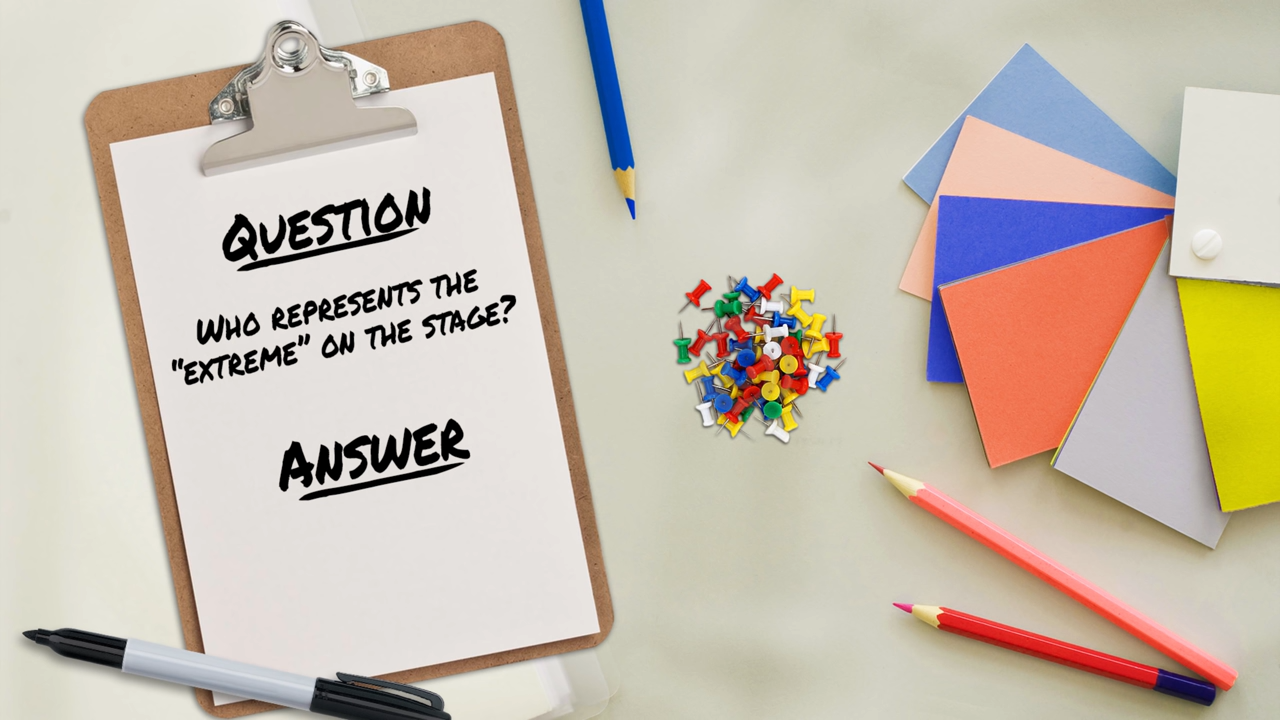 QUESTION
WHO REPRESENTS THE
"EXTREME" ON THE STAGE?
ANSWER